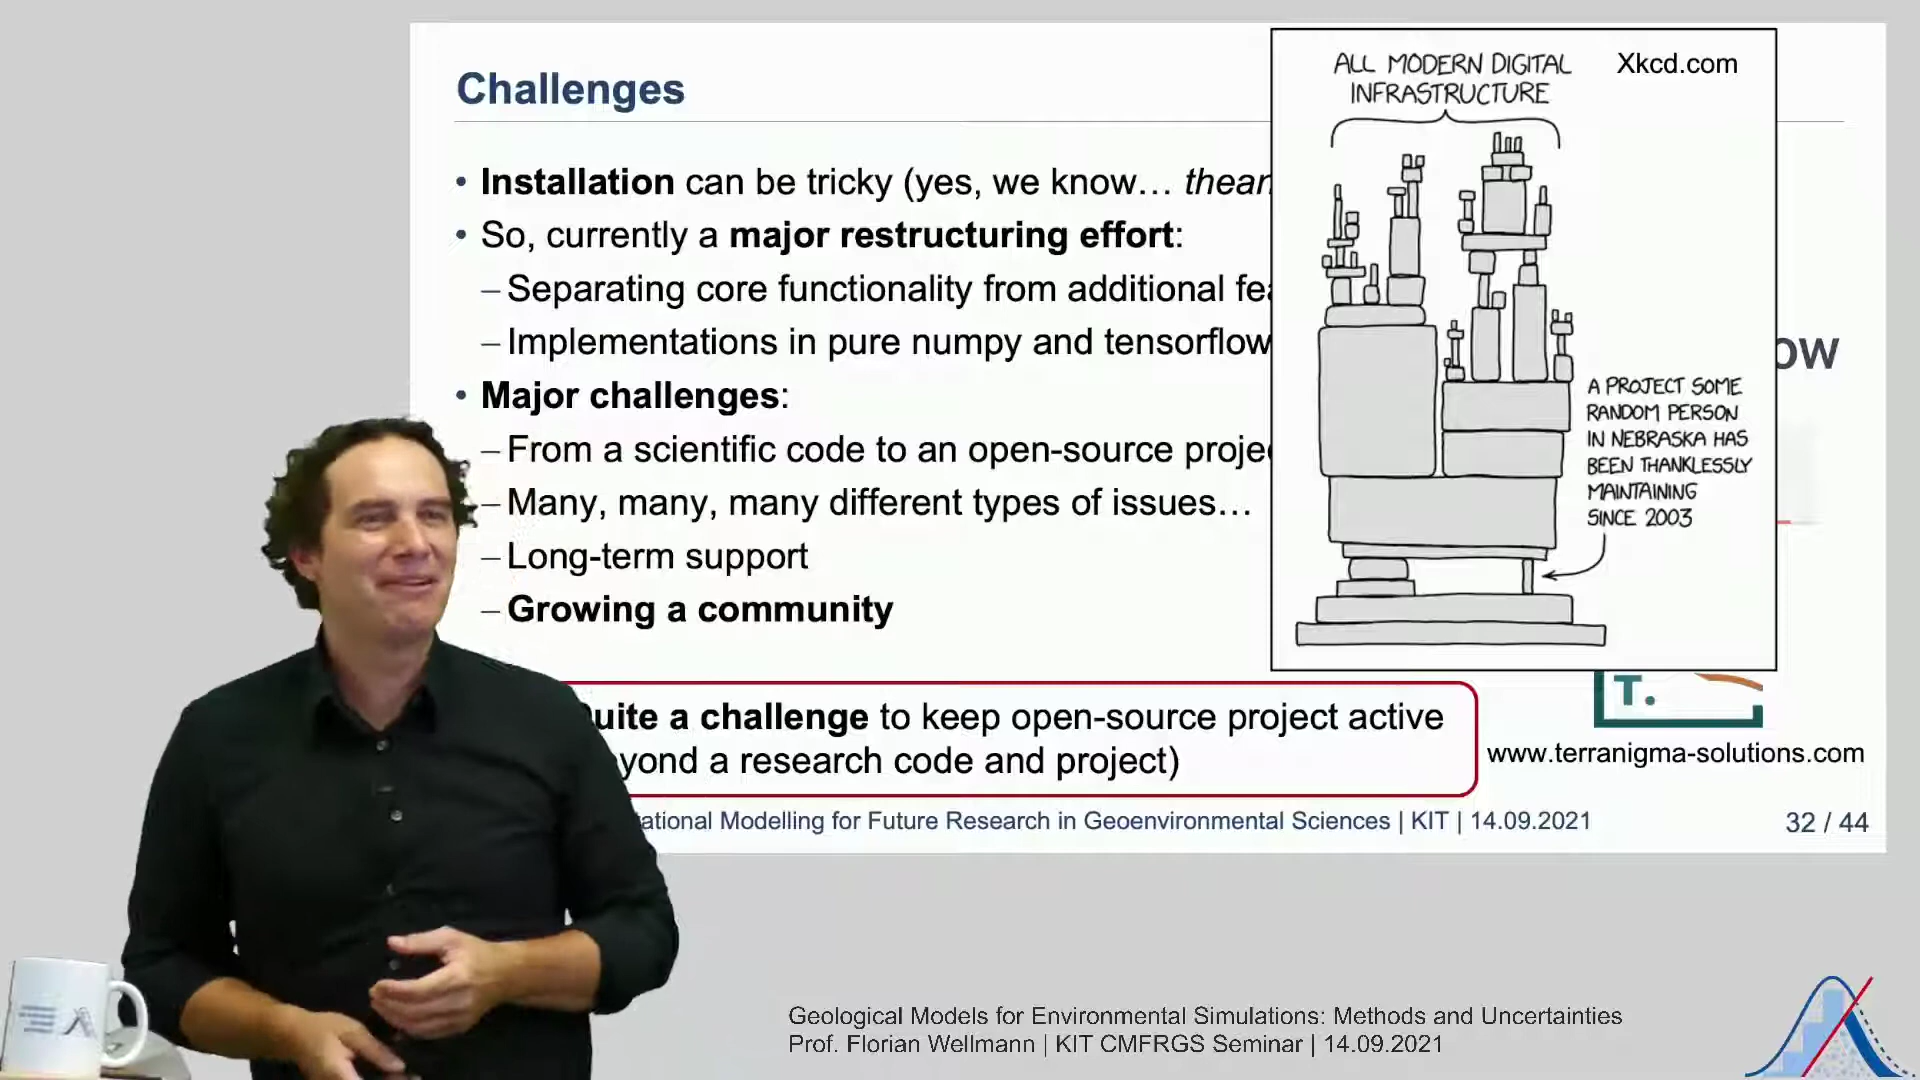 Challenges
Xkcd.com
ALL MODERN DIGITAL
INFRASTRUCTURE
• Installation can be tricky (yes, we know… thean
• So, currently a major restructuring effort:
– Separating core functionality from additional fea
– Implementations in pure numpy and tensorflow
ow
• Major challenges:
– From a scientific code to an open-source projec
– Many, many, many different types of issues…
– Long-term support
– Growing a community
A PROJECT SOME
RANDOM PERSON
IN NEBRASKA HAS
BEEN THANKLESSLY
MAINTAINING
SINCE 2003
uite a challenge to keep open-source project active
yond a research code and project)
T.
www.terranigma-solutions.com
tational Modelling for Future Research in Geoenvironmental Sciences | KIT | 14.09.2021
32 / 44
Geological Models for Environmental Simulations: Methods and Uncertainties
Prof. Florian Wellmann | KIT CMFRGS Seminar | 14.09.2021